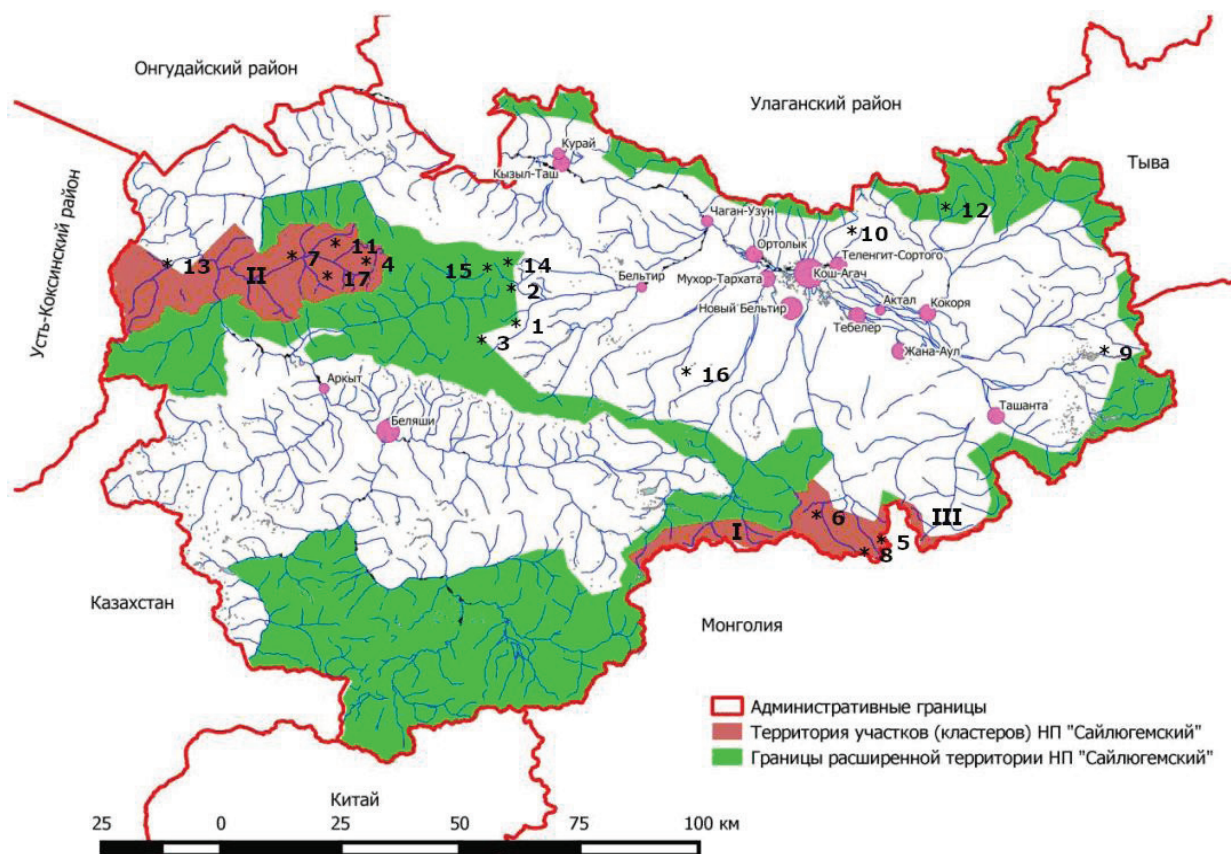 Онгудайский район
Улаганский район
Тыва
Усть-Коксинский район
Курай
Кызыл-Таш
Чаган-Узун
Ортолык
Теленгит-Сортого
Мухор-Тархата
Кош-Агач
Бельтир
Новый Бельтир
Актал
Кокоря
Тебелер
Жана-Аул
Ташанта
Аркыт
Беляши
* 12
* 10
* 11
* 7
* 4
* 13
II
* 17
15 *
* 14
* 2
* 1
* 3
* 9
* 16
* 6
III
I
* 5
* 8
Казахстан
Монголия
Китай
Административные границы
Территория участков (кластеров) НП "Сайлюгемский"
Границы расширенной территории НП "Сайлюгемский"
25 0 25 50 75 100 км